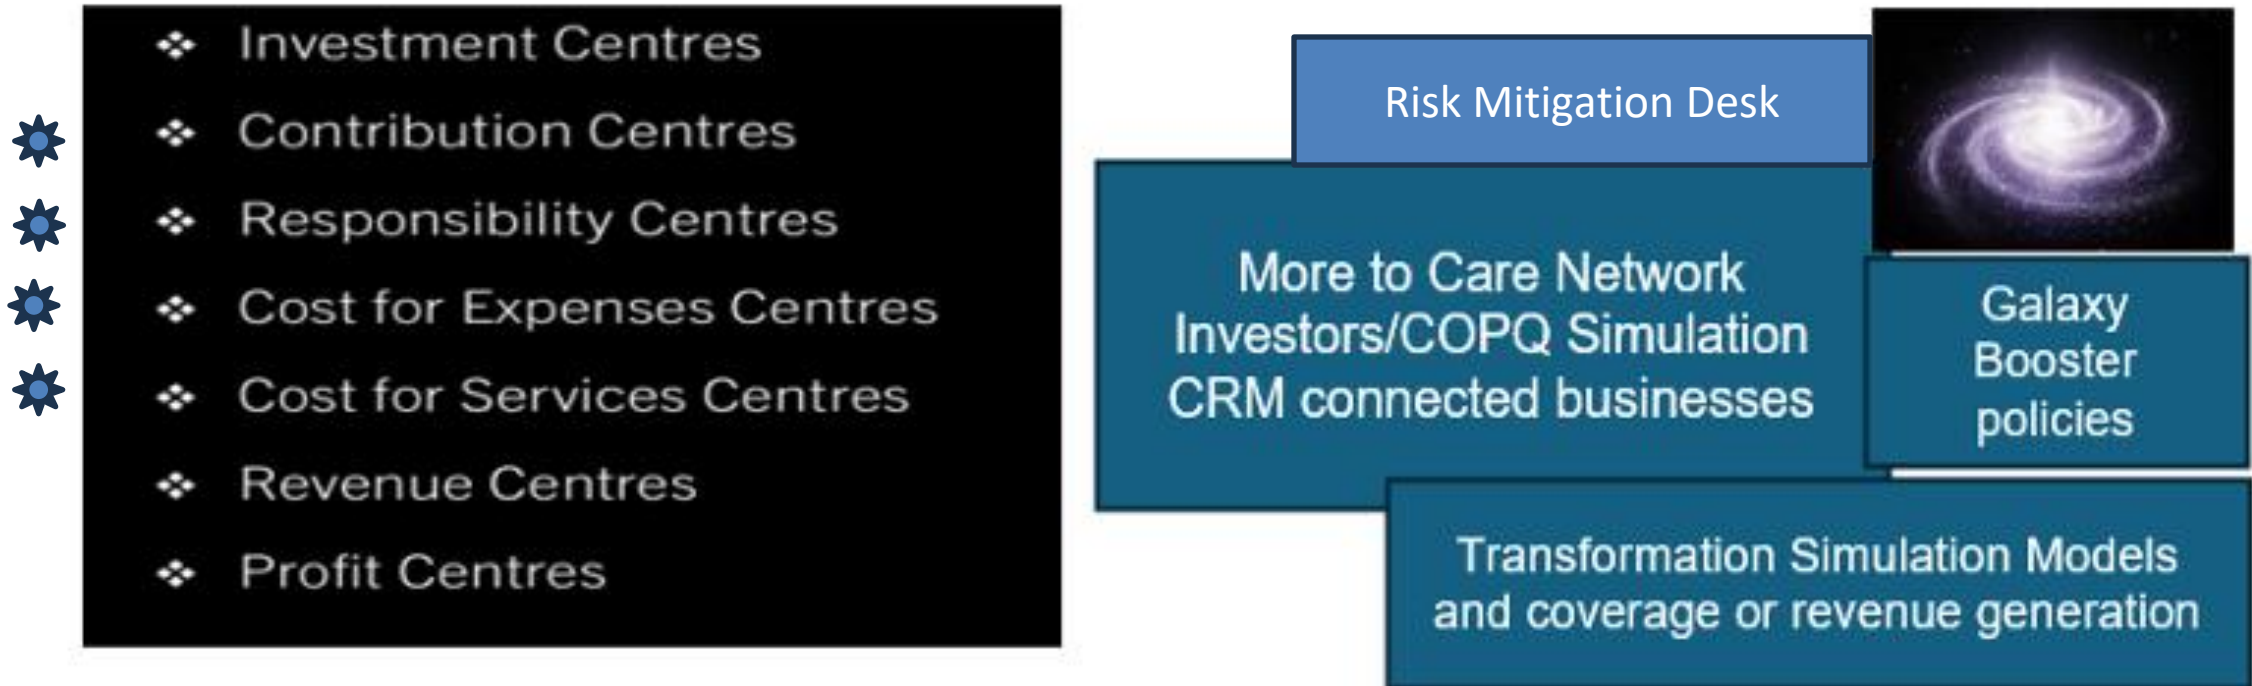 Investment Centres
Contribution Centres
Responsibility Centres
Cost for Expenses Centres
Cost for Services Centres
Revenue Centres
Profit Centres
Risk Mitigation Desk
More to Care Network
Investors/COPQ Simulation
CRM connected businesses
Galaxy
Booster
policies
Transformation Simulation Models
and coverage or revenue generation